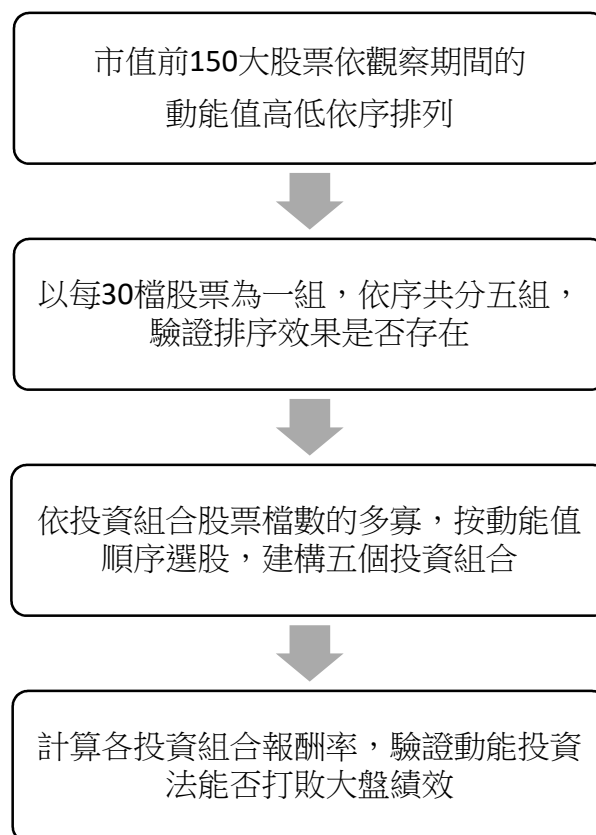 市值前150大股票依觀察期間的
動能值高低依序排列
以每30檔股票為一組，依序共分五組，
驗證排序效果是否存在
依投資組合股票檔數的多寡，按動能值
順序選股，建構五個投資組合
計算各投資組合報酬率，驗證動能投資
法能否打敗大盤績效